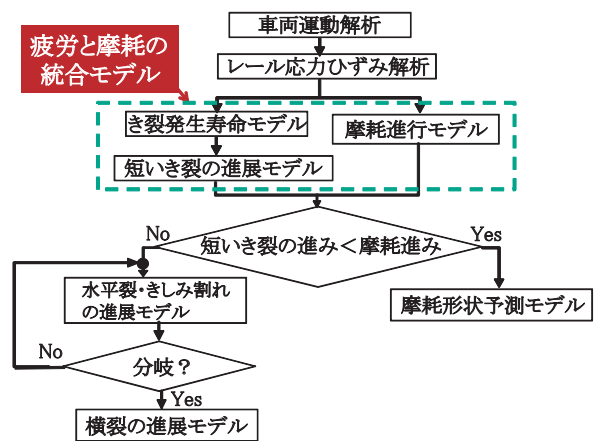 車両運動解析
疲労と摩耗の
統合モデル
レール応力ひずみ解析
き裂発生寿命モデル
摩耗進行モデル
短いき裂の進展モデル
No
短いき裂の進み<摩耗進み
Yes
水平裂・きしみ割れ
の進展モデル
摩耗形状予測モデル
No
分岐?
Yes
横裂の進展モデル